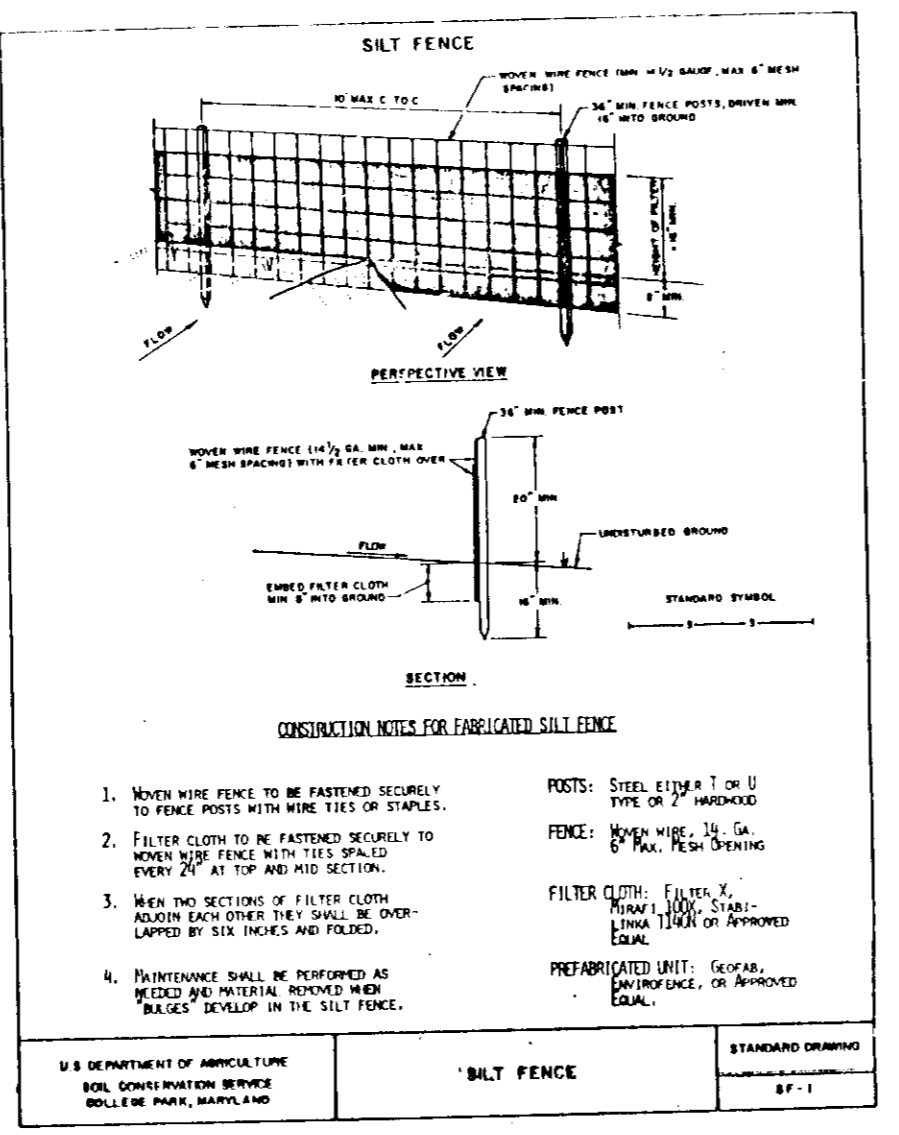 SILT FENCE
WOVEN WIRE FENCE (MIN 14 1/2 GAUGE, MAX 6" MESH
SPACING)
10' MAX C TO C
36" MIN. FENCE POSTS, DRIVEN MIN.
16" INTO GROUND
HEIGHT OF FILTER
= 16" MIN.
8" MIN.
FLOW
FLOW
PERSPECTIVE VIEW
36" MIN. FENCE POST
WOVEN WIRE FENCE (14 1/2 GA. MIN., MAX
6" MESH SPACING) WITH FILTER CLOTH OVER
20" MIN
UNDISTURBED GROUND
FLOW
EMBED FILTER CLOTH
MIN 8" INTO GROUND
16" MIN.
STANDARD SYMBOL
S S
SECTION
CONSTRUCTION NOTES FOR FABRICATED SILT FENCE
1. WOVEN WIRE FENCE TO BE FASTENED SECURELY
TO FENCE POSTS WITH WIRE TIES OR STAPLES.
2. FILTER CLOTH TO BE FASTENED SECURELY TO
WOVEN WIRE FENCE WITH TIES SPACED
EVERY 24" AT TOP AND MID SECTION.
3. WHEN TWO SECTIONS OF FILTER CLOTH
ADJOIN EACH OTHER THEY SHALL BE OVER-
LAPPED BY SIX INCHES AND FOLDED.
4. MAINTENANCE SHALL BE PERFORMED AS
NEEDED AND MATERIAL REMOVED WHEN
"BULGES" DEVELOP IN THE SILT FENCE.
POSTS: STEEL EITHER T OR U
TYPE OR 2" HARDWOOD
FENCE: WOVEN WIRE, 14. GA.
6" MAX. MESH OPENING
FILTER CLOTH: FILTER X,
MIRAFI 100X, STABI-
LINKA T140N OR APPROVED
EQUAL
PREFABRICATED UNIT: GEOFAB,
ENVIROFENCE, OR APPROVED
EQUAL.
U.S DEPARTMENT OF AGRICULTURE
SOIL CONSERVATION SERVICE
COLLEGE PARK, MARYLAND
SILT FENCE
STANDARD DRAWING
SF-1